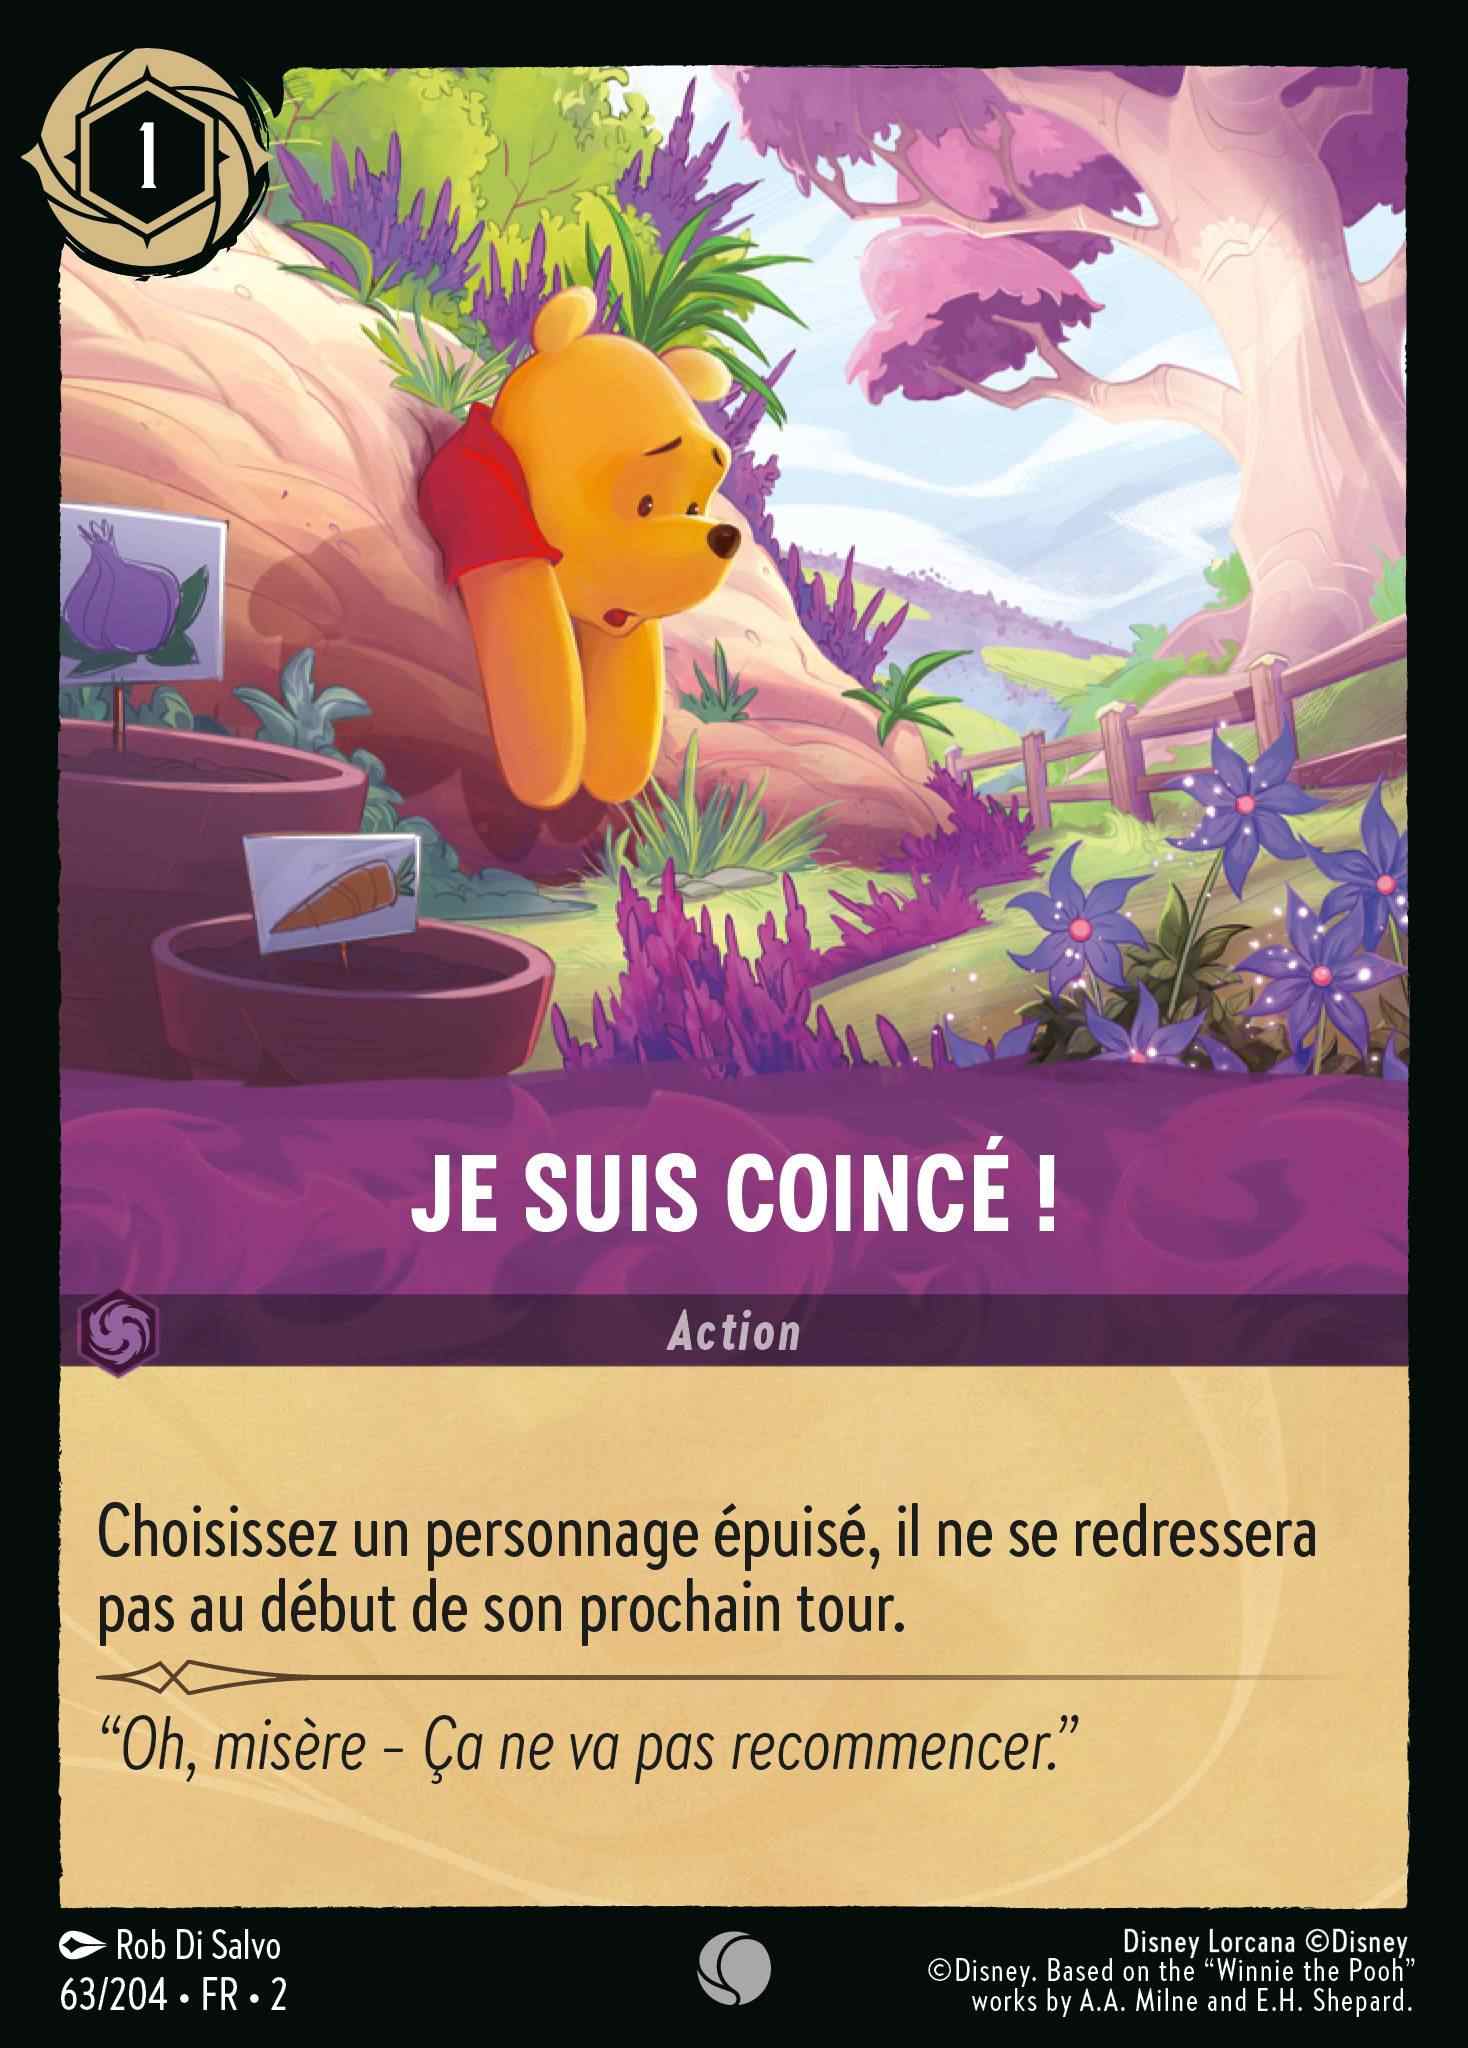 1
JE SUIS COINCÉ !
Action
Choisissez un personnage épuisé, il ne se redressera
pas au début de son prochain tour.
“Oh, misère – Ça ne va pas recommencer.”
Rob Di Salvo
63/204 • FR • 2
Disney Lorcana ©Disney
©Disney. Based on the “Winnie the Pooh”
works by A.A. Milne and E.H. Shepard.